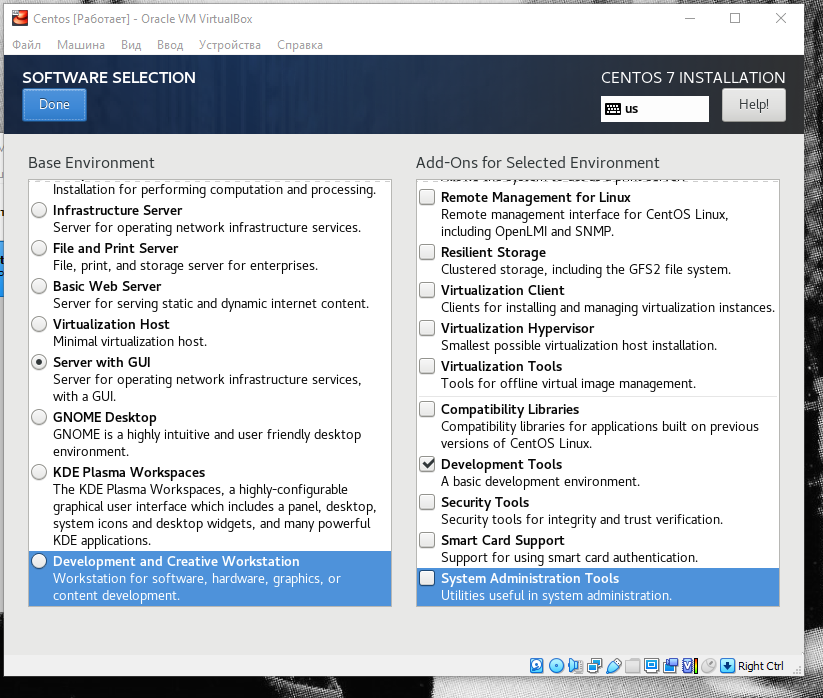 Centos [Работает] - Oracle VM VirtualBox
Файл Машина Вид Ввод Устройства Справка
SOFTWARE SELECTION
CENTOS 7 INSTALLATION
Done
us
Help!
Base Environment
Installation for performing computation and processing.
Infrastructure Server
Server for operating network infrastructure services.
File and Print Server
File, print, and storage server for enterprises.
Basic Web Server
Server for serving static and dynamic internet content.
Virtualization Host
Minimal virtualization host.
Server with GUI
Server for operating network infrastructure services,
with a GUI.
GNOME Desktop
GNOME is a highly intuitive and user friendly desktop
environment.
KDE Plasma Workspaces
The KDE Plasma Workspaces, a highly-configurable
graphical user interface which includes a panel, desktop,
system icons and desktop widgets, and many powerful
KDE applications.
Development and Creative Workstation
Workstation for software, hardware, graphics, or
content development.
Add-Ons for Selected Environment
Allows the system to act as a print server.
Remote Management for Linux
Remote management interface for CentOS Linux,
including OpenLMI and SNMP.
Resilient Storage
Clustered storage, including the GFS2 file system.
Virtualization Client
Clients for installing and managing virtualization instances.
Virtualization Hypervisor
Smallest possible virtualization host installation.
Virtualization Tools
Tools for offline virtual image management.
Compatibility Libraries
Compatibility libraries for applications built on previous
versions of CentOS Linux.
Development Tools
A basic development environment.
Security Tools
Security tools for integrity and trust verification.
Smart Card Support
Support for using smart card authentication.
System Administration Tools
Utilities useful in system administration.
Right Ctrl